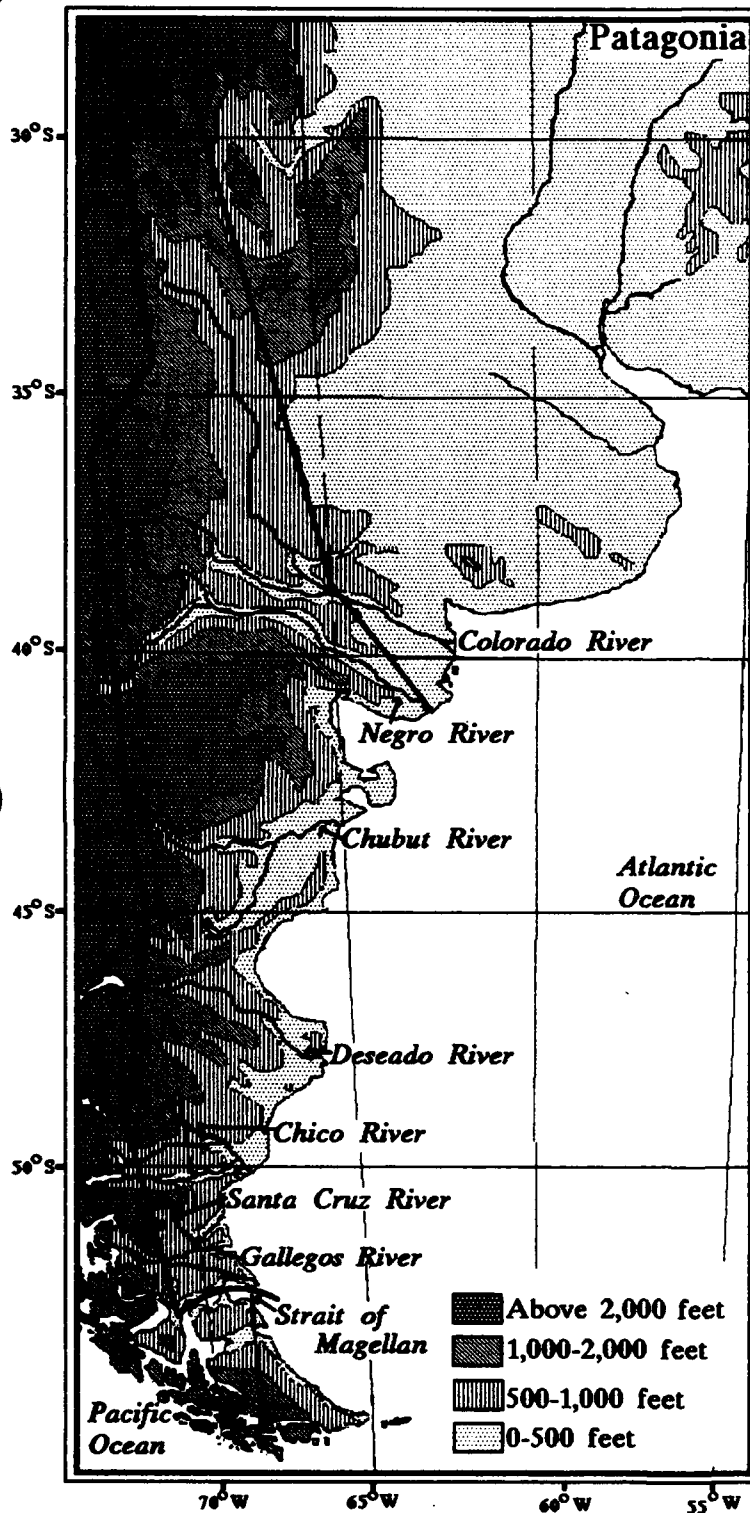 Patagonia
30°S
35°S
Colorado River
40°S
Negro River
Chubut River
Atlantic
Ocean
45°S
Deseado River
Chico River
50°S
Santa Cruz River
Gallegos River
Strait of
Magellan
Above 2,000 feet
1,000-2,000 feet
500-1,000 feet
0-500 feet
Pacific
Ocean
70°W 65°W 60°W 55°W